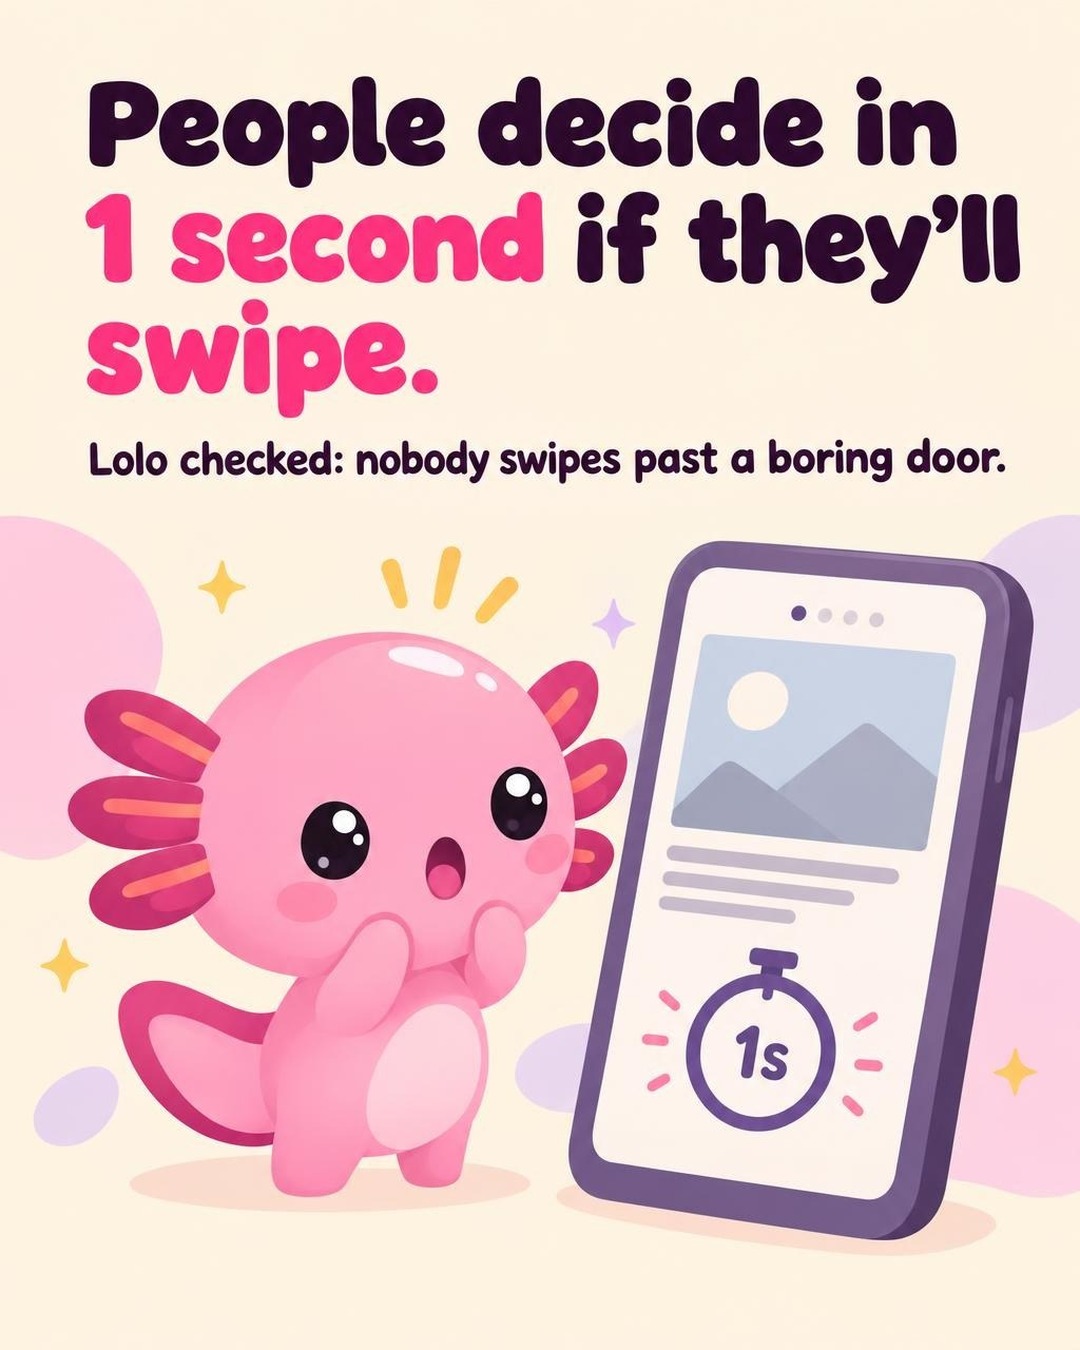 People decide in
1 second if they’ll
swipe.
Lolo checked: nobody swipes past a boring door.
1s